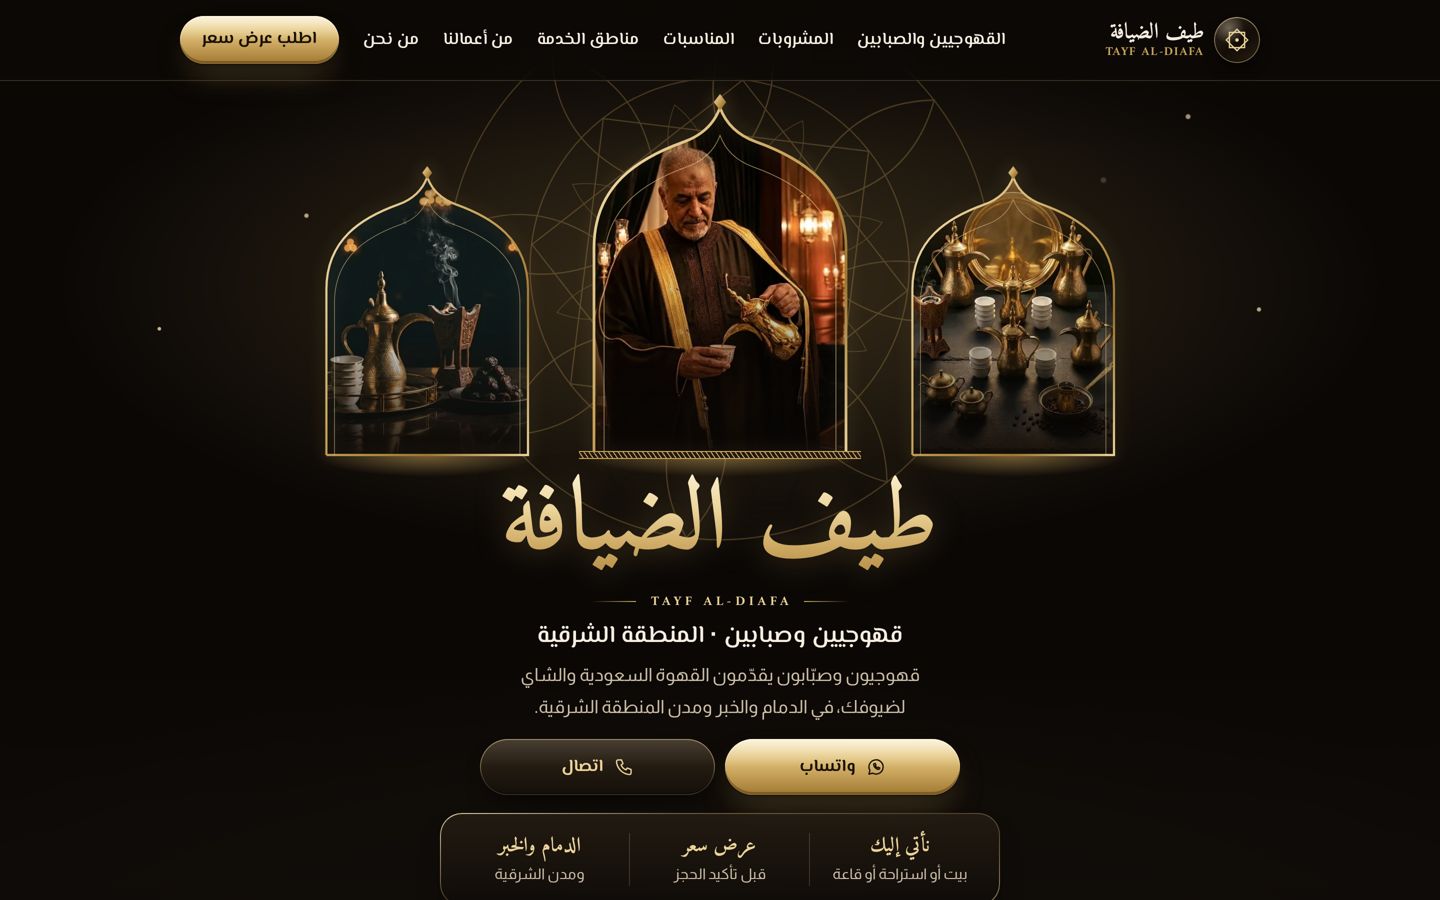 طيف الضيافة
TAYF AL-DIAFA
القهوجيين والصبابين
المشروبات
المناسبات
مناطق الخدمة
من أعمالنا
من نحن
اطلب عرض سعر
طيف الضيافة
TAYF AL-DIAFA
قهوجيين وصبابين · المنطقة الشرقية
قهوجيون وصبّابون يقدّمون القهوة السعودية والشاي
لضيوفك، في الدمام والخبر ومدن المنطقة الشرقية.
واتساب
اتصال
نأتي إليك
بيت أو استراحة أو قاعة
عرض سعر
قبل تأكيد الحجز
الدمام والخبر
ومدن الشرقية